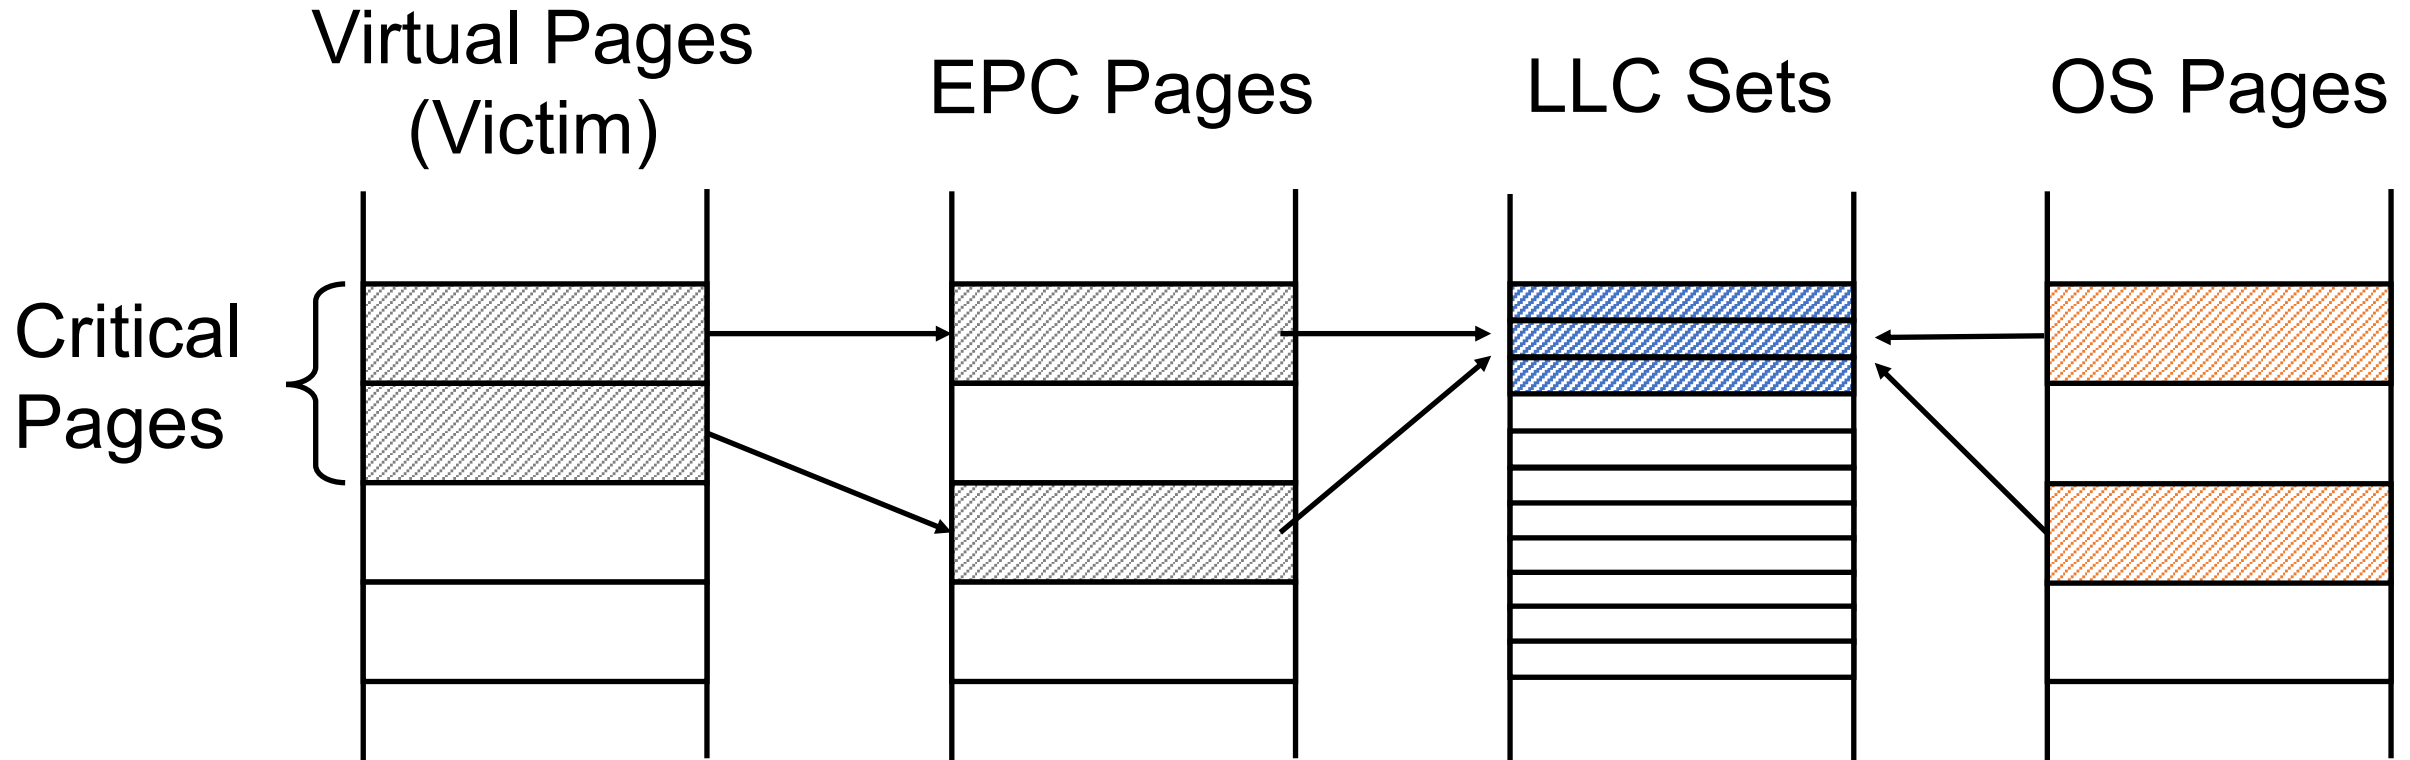 Virtual Pages
(Victim)
EPC Pages
LLC Sets
OS Pages
Critical
Pages